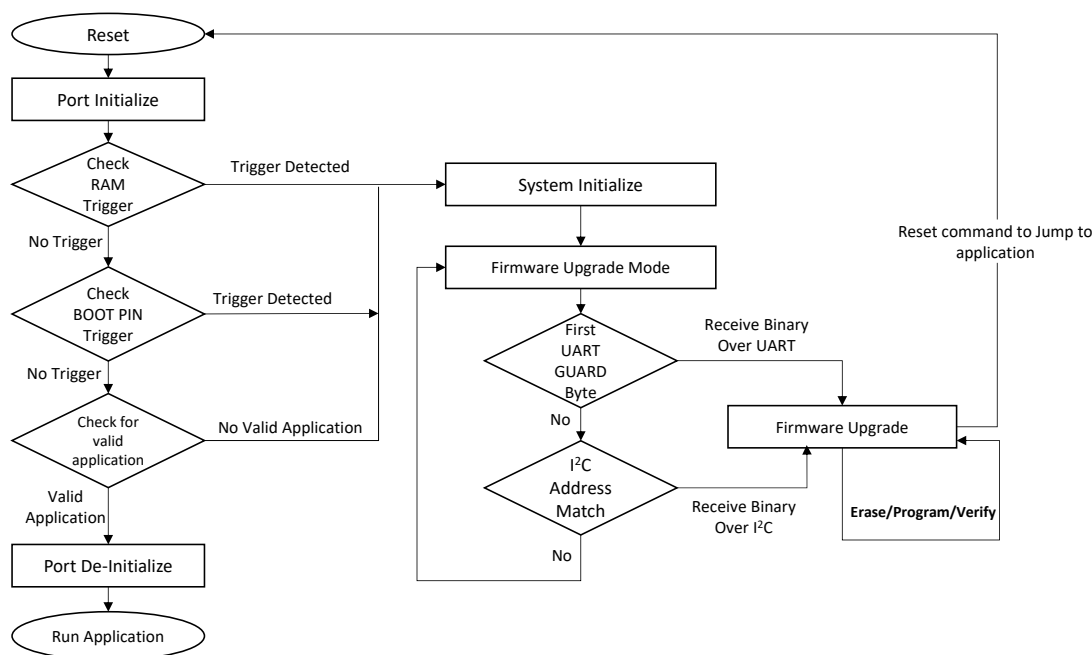 Reset
Port Initialize
Check
RAM
Trigger
Trigger Detected
No Trigger
Check
BOOT PIN
Trigger
Trigger Detected
No Trigger
Check for
valid
application
No Valid Application
Valid
Application
Port De-Initialize
Run Application
System Initialize
Firmware Upgrade Mode
First
UART
GUARD
Byte
Receive Binary
Over UART
No
I²C
Address
Match
Receive Binary
Over I²C
No
Firmware Upgrade
Erase/Program/Verify
Reset command to Jump to
application